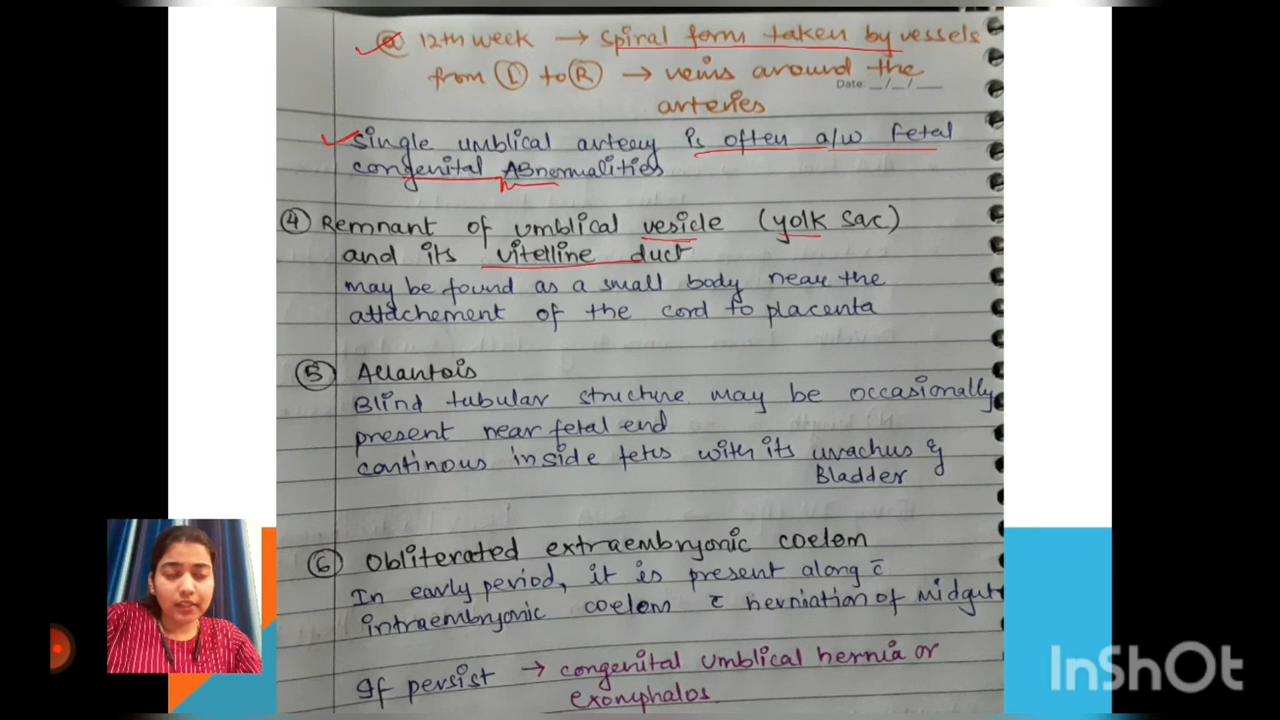 @ 12th week → spiral form taken by vessels
from Ⓛ to Ⓡ → veins around the
Date: __/__/___
arteries
single umblical artery is often a/w Fetal
congenital ABnormalities
④ Remnant of umblical vesicle (yolk sac)
and its vitelline duct
may be found as a small body near the
attachement of the cord to placenta
⑤ Allantois
Blind tubular structure may be occasionally
present near fetal end
continous inside fetus with its urachus &
Bladder
⑥ Obliterated extraembryonic coelom
In early period, it is present along c̄
intraembryonic coelom c̄ herniation of midgut
If persist → congenital umblical hernia or
exomphalos
InShOt